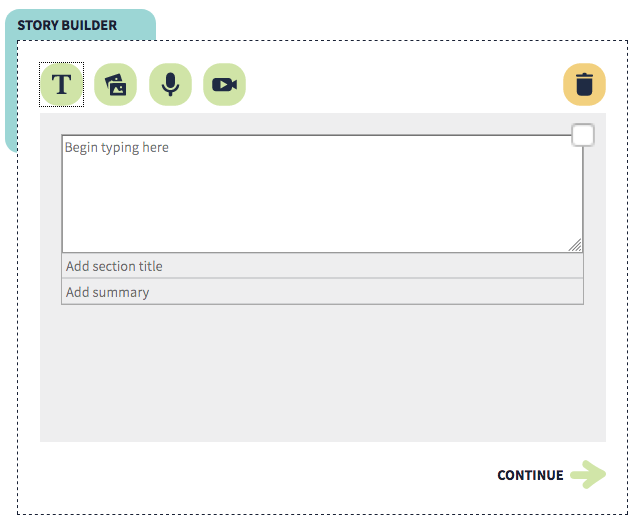 STORY BUILDER
T
Begin typing here
Add section title
Add summary
CONTINUE